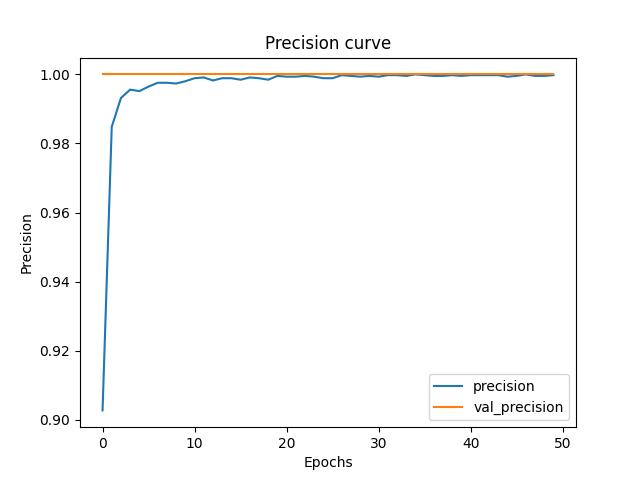 Precision curve
1.00
0.98
0.96
0.94
0.92
0.90
Precision
0 10 20 30 40 50
Epochs
precision
val_precision